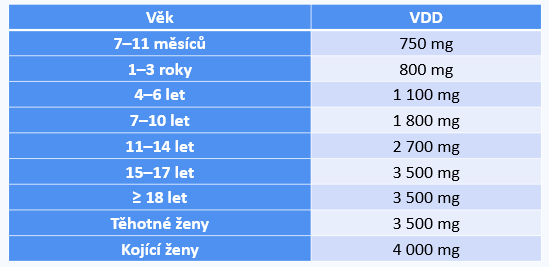 Věk VDD
7–11 měsíců 750 mg
1–3 roky 800 mg
4–6 let 1 100 mg
7–10 let 1 800 mg
11–14 let 2 700 mg
15–17 let 3 500 mg
≥ 18 let 3 500 mg
Těhotné ženy 3 500 mg
Kojící ženy 4 000 mg